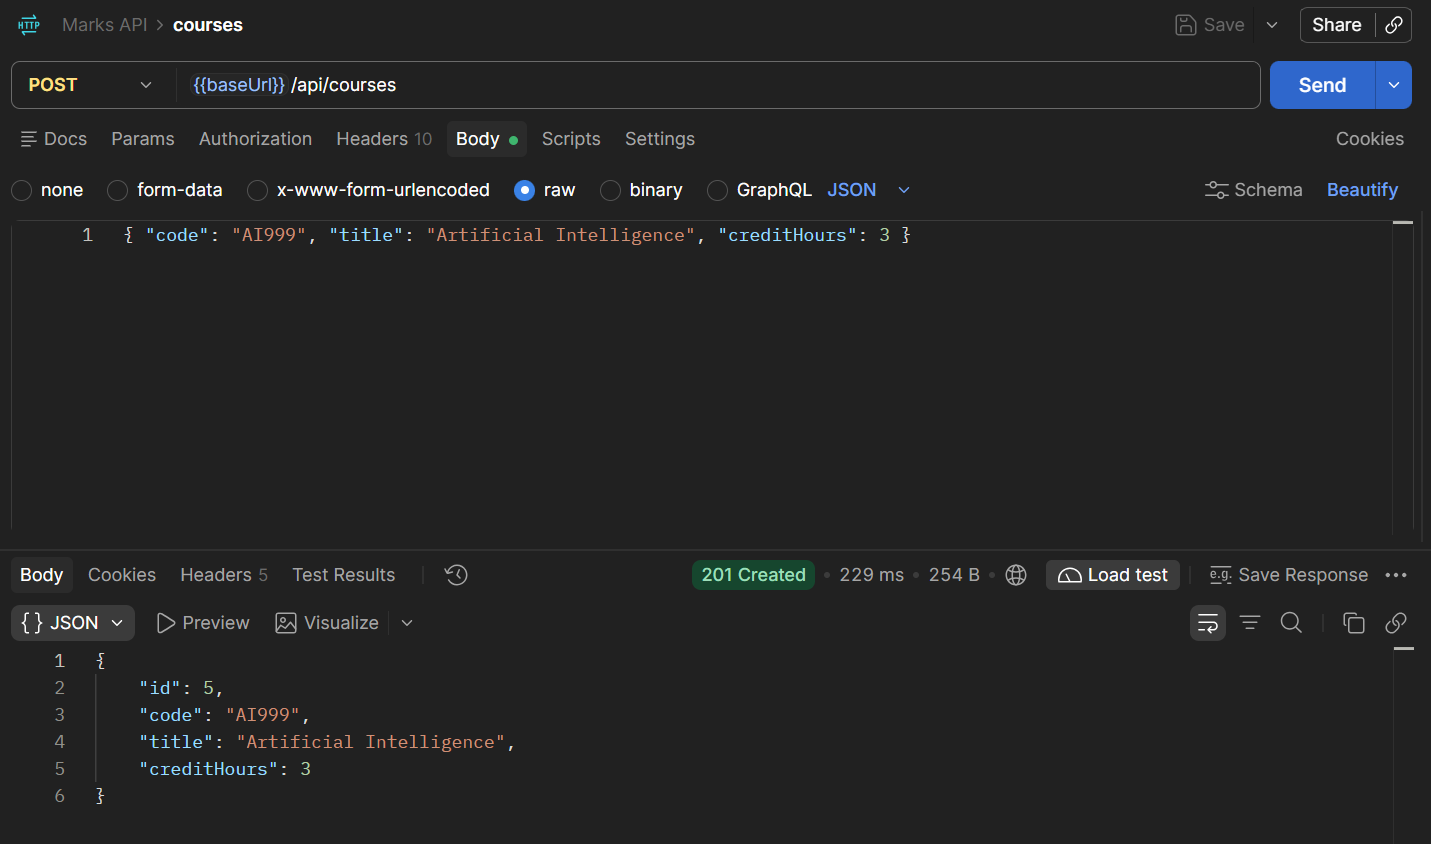 HTTP Marks API > courses Save Share
POST {{baseUrl}} /api/courses Send
Docs Params Authorization Headers 10 Body Scripts Settings Cookies
none form-data x-www-form-urlencoded raw binary GraphQL JSON Schema Beautify
1 { "code": "AI999", "title": "Artificial Intelligence", "creditHours": 3 }
Body Cookies Headers 5 Test Results 201 Created • 229 ms • 254 B • Load test e.g. Save Response
{} JSON Preview Visualize
1 {
2 "id": 5,
3 "code": "AI999",
4 "title": "Artificial Intelligence",
5 "creditHours": 3
6 }